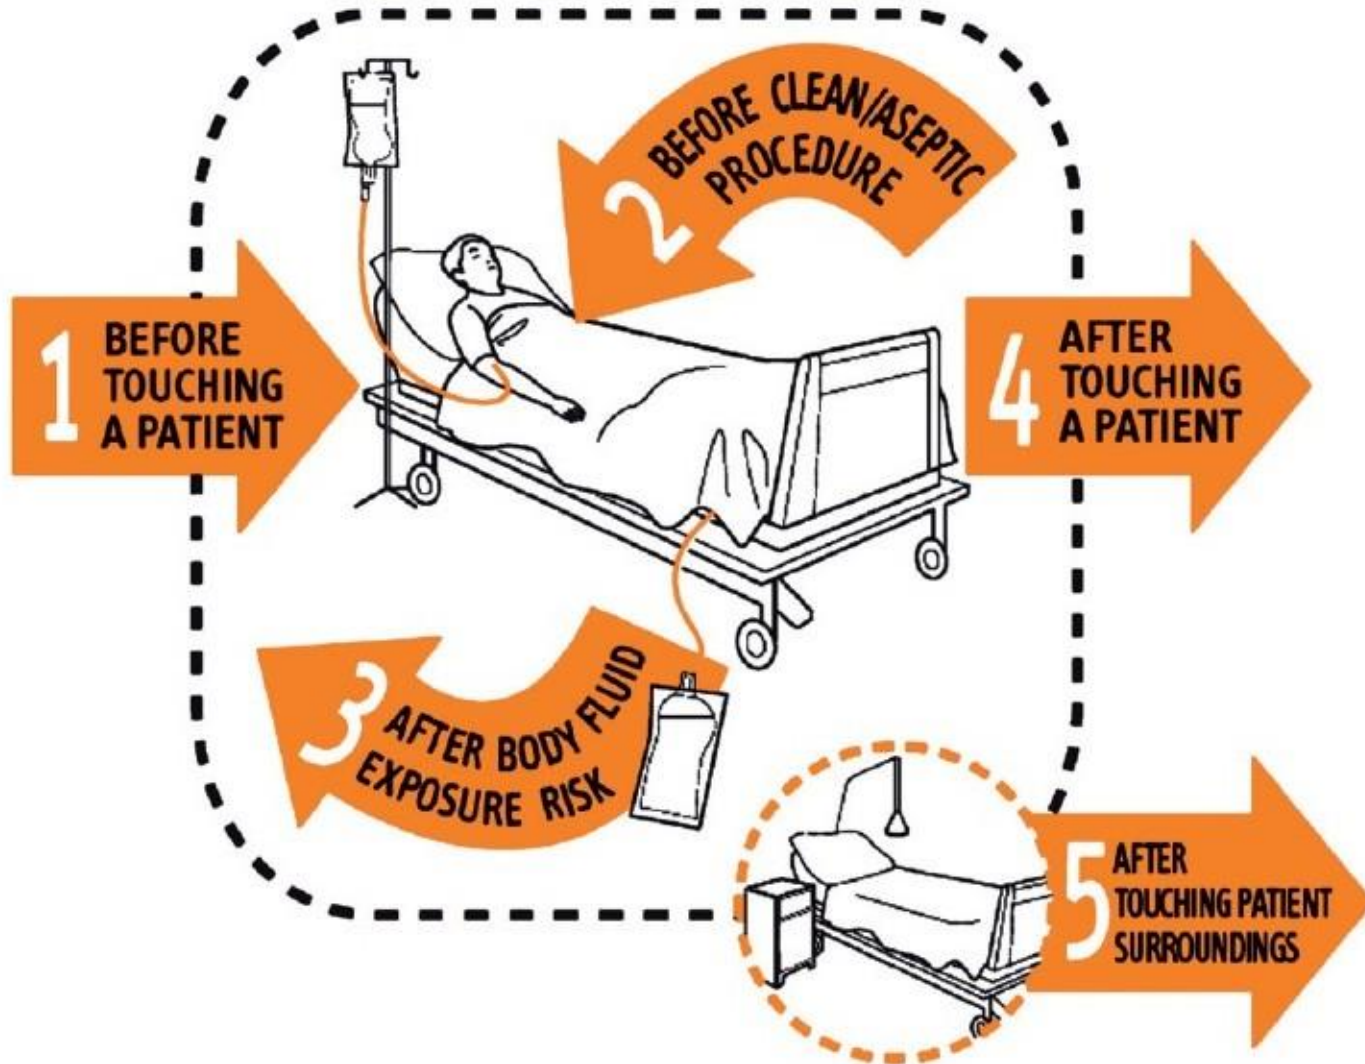 1
BEFORE
TOUCHING
A PATIENT
2
BEFORE CLEAN/ASEPTIC
PROCEDURE
3
AFTER BODY FLUID
EXPOSURE RISK
4
AFTER
TOUCHING
A PATIENT
5
AFTER
TOUCHING PATIENT
SURROUNDINGS